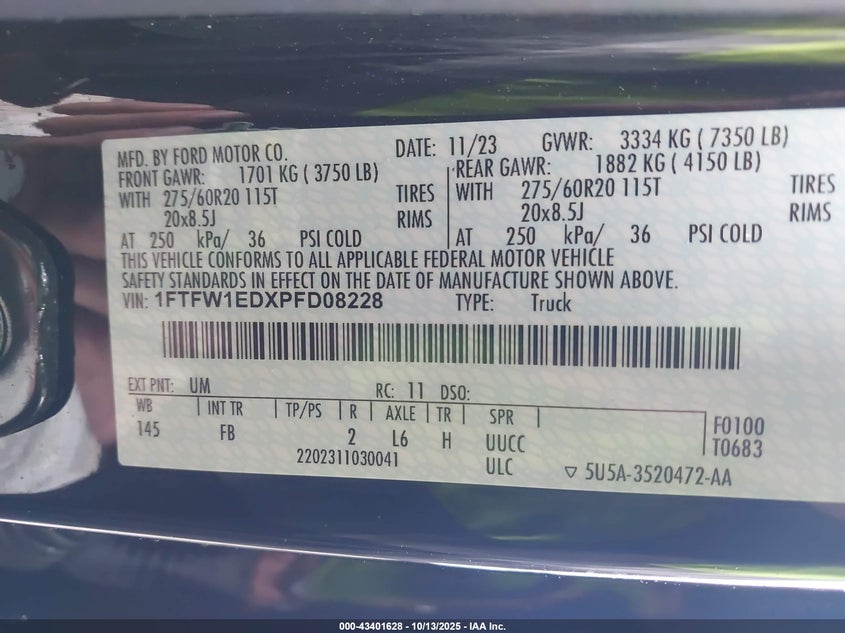 MFD. BY FORD MOTOR CO. DATE: 11/23 GVWR: 3334 KG ( 7350 LB)
FRONT GAWR: 1701 KG ( 3750 LB) REAR GAWR: 1882 KG ( 4150 LB)
WITH 275/60R20 115T TIRES WITH 275/60R20 115T TIRES
20x8.5J RIMS 20x8.5J RIMS
AT 250 kPa/ 36 PSI COLD AT 250 kPa/ 36 PSI COLD
THIS VEHICLE CONFORMS TO ALL APPLICABLE FEDERAL MOTOR VEHICLE
SAFETY STANDARDS IN EFFECT ON THE DATE OF MANUFACTURE SHOWN ABOVE.
VIN: 1FTFW1EDXPFD08228 TYPE: Truck
EXT PNT: UM RC: 11 DSO:
WB INT TR TP/PS R AXLE TR SPR F0100
145 FB 2 L6 H UUCC T0683
2202311030041 ULC ▽ 5U5A-3520472-AA
000-43401628 - 10/13/2025 - IAA Inc.